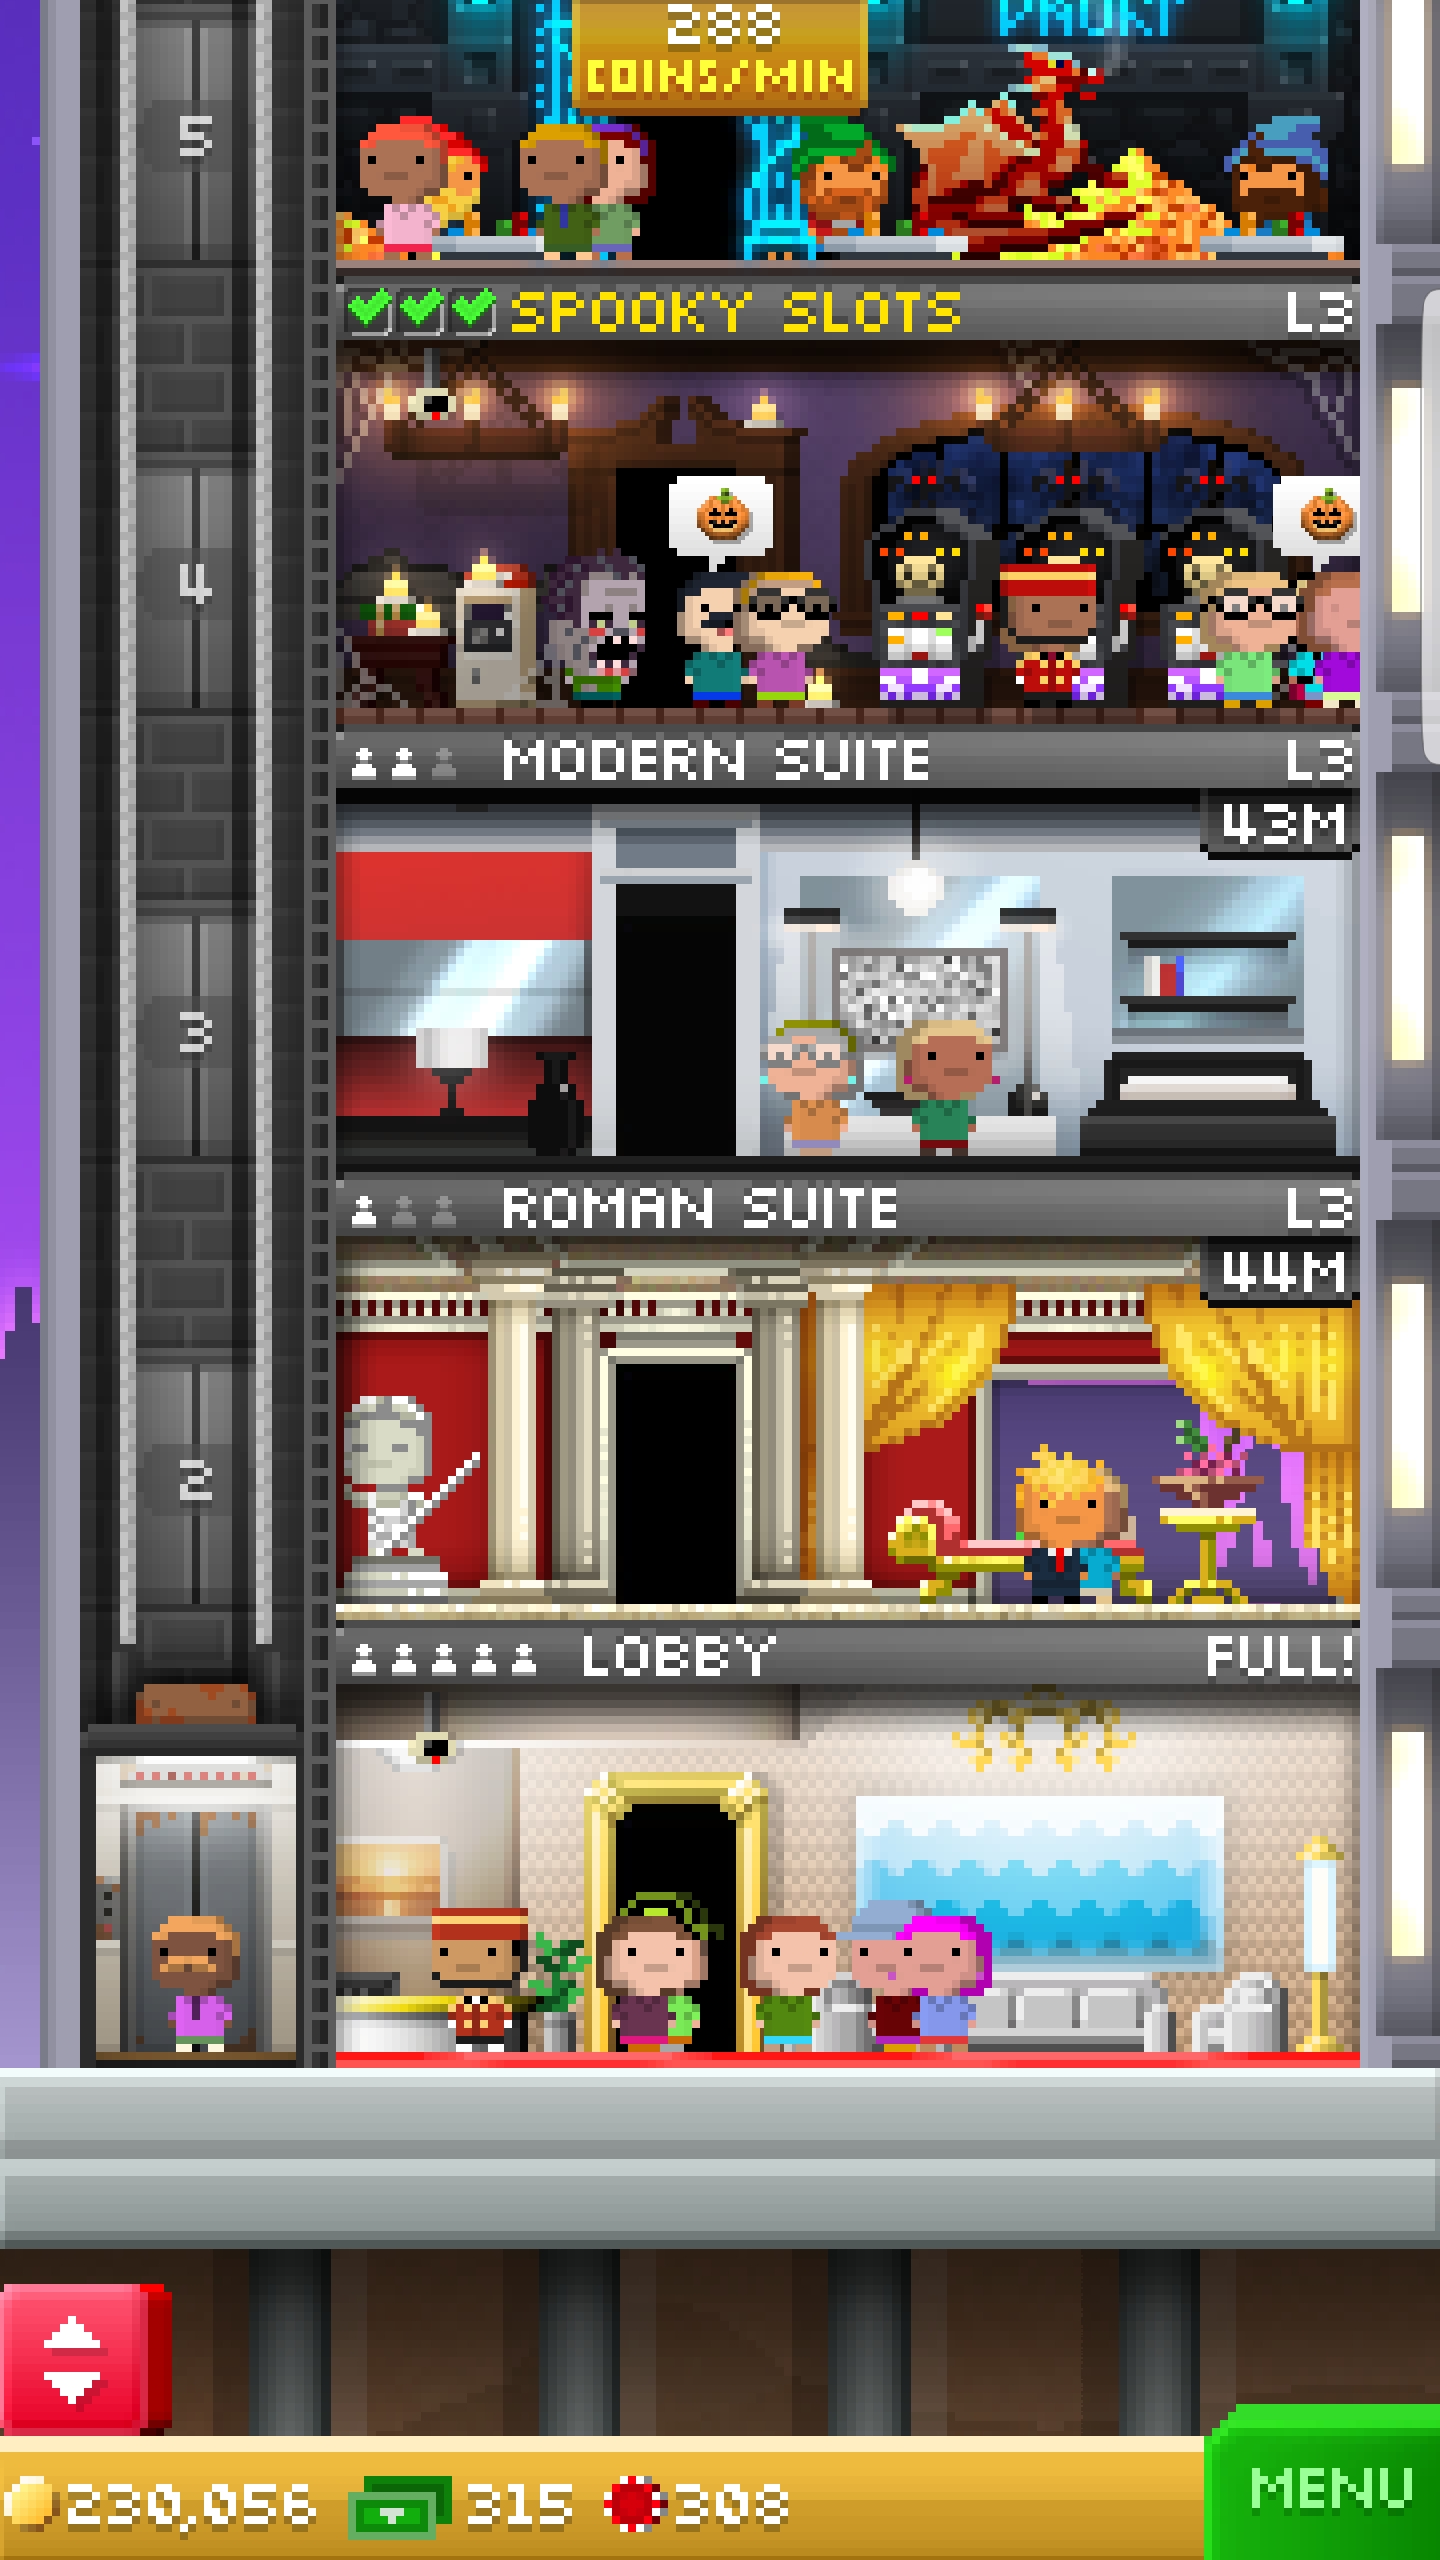 288
COINS/MIN
5
SPOOKY SLOTS L3
4
MODERN SUITE L3
43M
3
ROMAN SUITE L3
44M
2
LOBBY FULL!
230,056 315 308
MENU